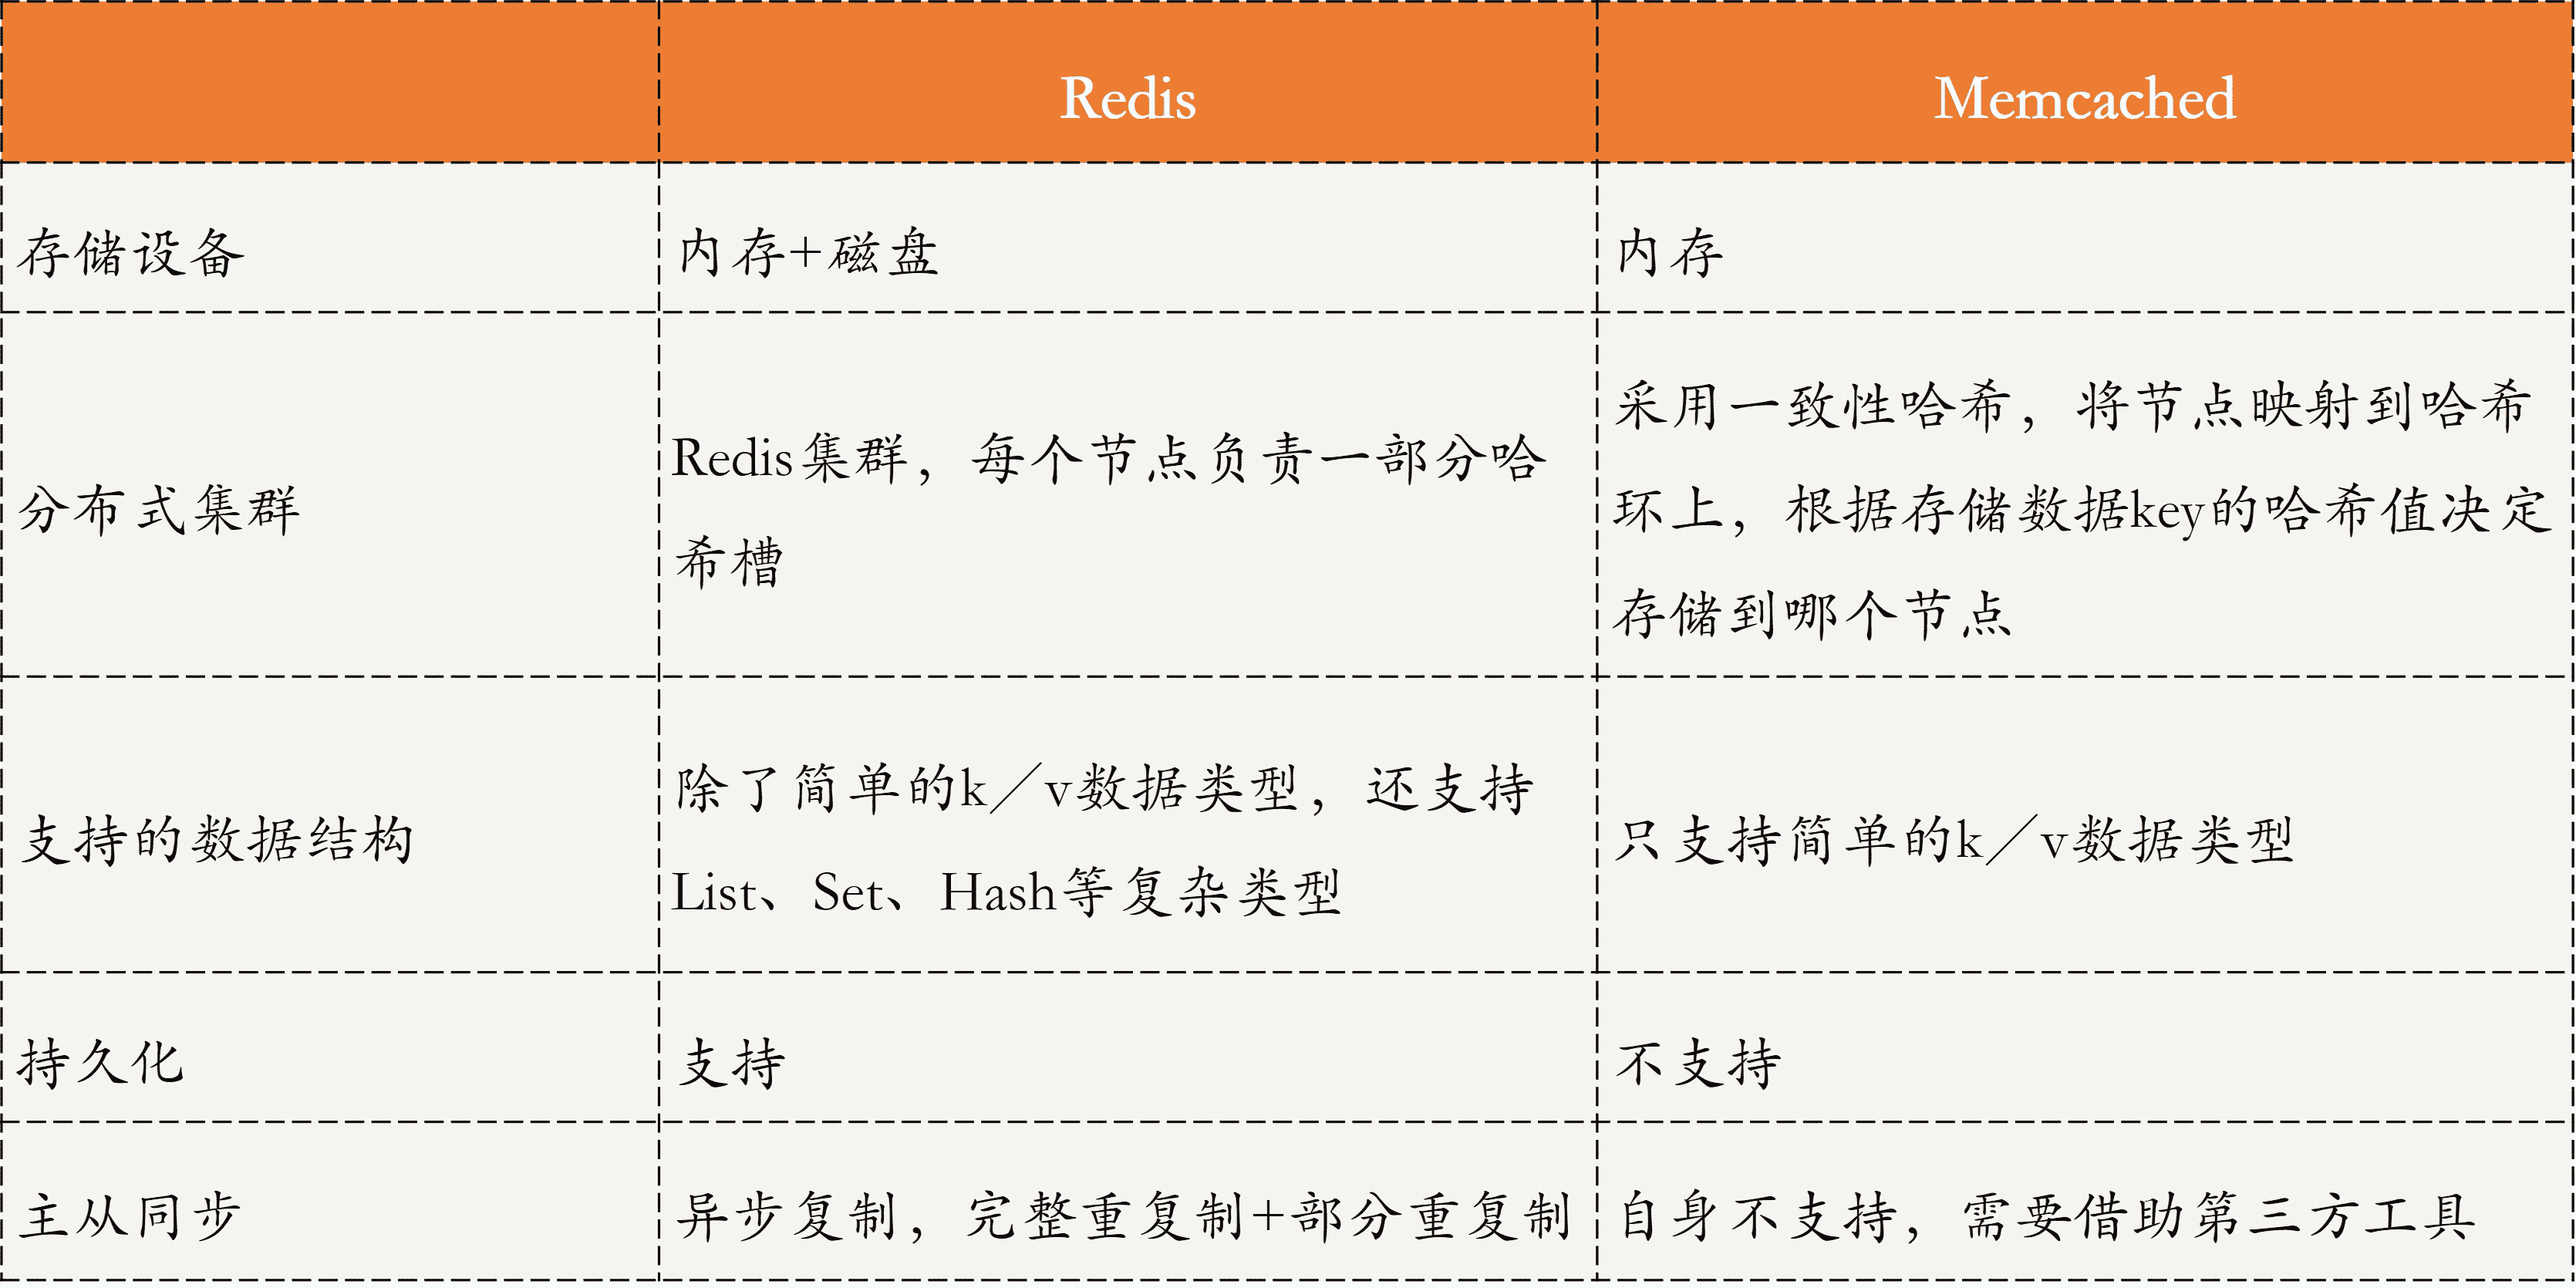 Redis
Memcached
存储设备
内存+磁盘
内存
分布式集群
Redis集群，每个节点负责一部分哈
希槽
采用一致性哈希，将节点映射到哈希
环上，根据存储数据key的哈希值决定
存储到哪个节点
支持的数据结构
除了简单的k／v数据类型，还支持
List、Set、Hash等复杂类型
只支持简单的k／v数据类型
持久化
支持
不支持
主从同步
异步复制，完整重复制+部分重复制
自身不支持，需要借助第三方工具